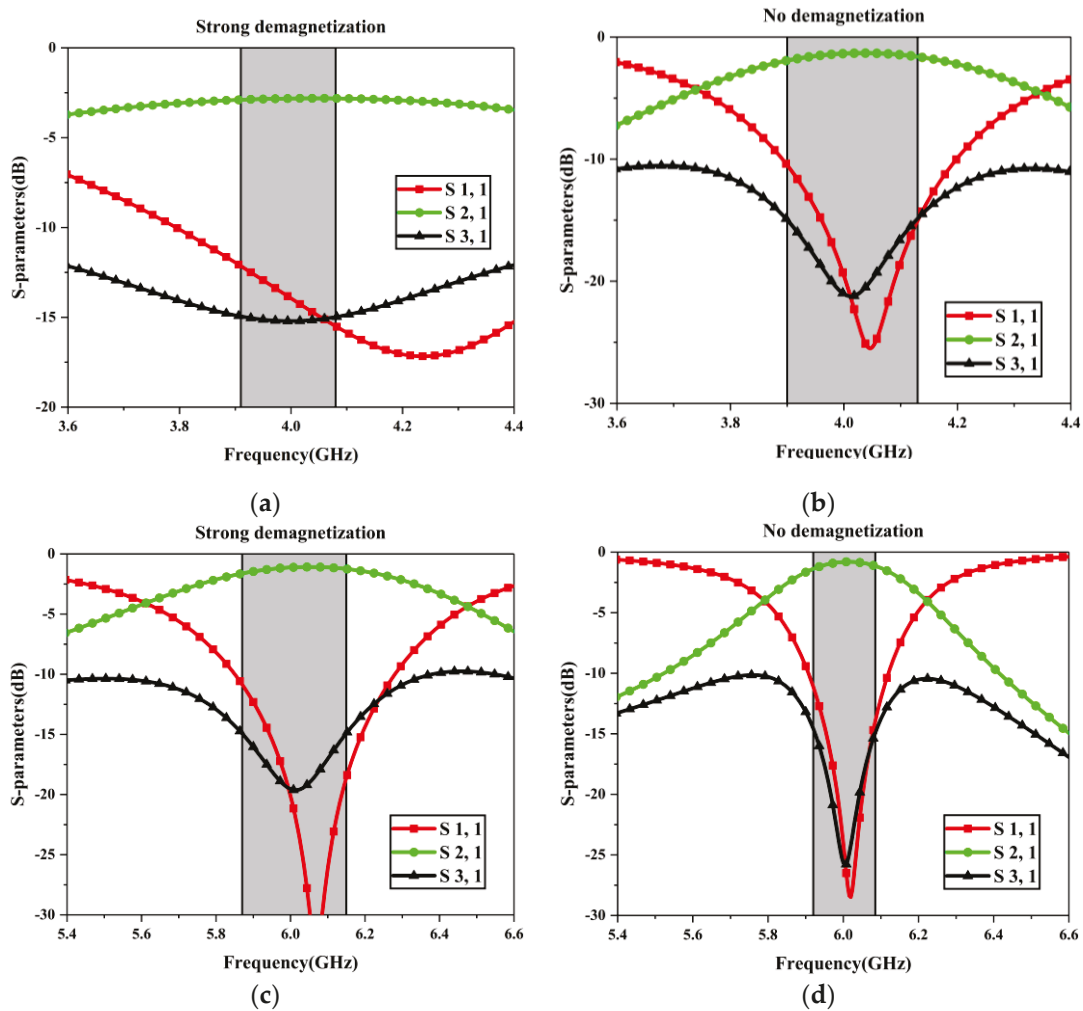 Strong demagnetization
0
-5
-10
-15
-20
S-parameters(dB)
S 1, 1
S 2, 1
S 3, 1
3.6
3.8
4.0
4.2
4.4
Frequency(GHz)
(a)
No demagnetization
0
-10
-20
-30
S-parameters(dB)
S 1, 1
S 2, 1
S 3, 1
3.6
3.8
4.0
4.2
4.4
Frequency(GHz)
(b)
Strong demagnetization
0
-5
-10
-15
-20
-25
-30
S-parameters(dB)
S 1, 1
S 2, 1
S 3, 1
5.4
5.6
5.8
6.0
6.2
6.4
6.6
Frequency(GHz)
(c)
No demagnetization
0
-5
-10
-15
-20
-25
-30
S-parameters(dB)
S 1, 1
S 2, 1
S 3, 1
5.4
5.6
5.8
6.0
6.2
6.4
6.6
Frequency(GHz)
(d)